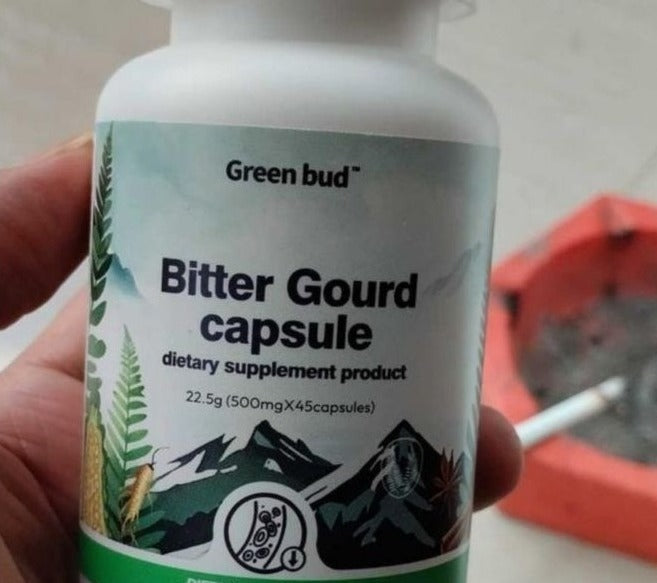 Green bud™
Bitter Gourd
capsule
dietary supplement product
22.5g (500mgX45capsules)